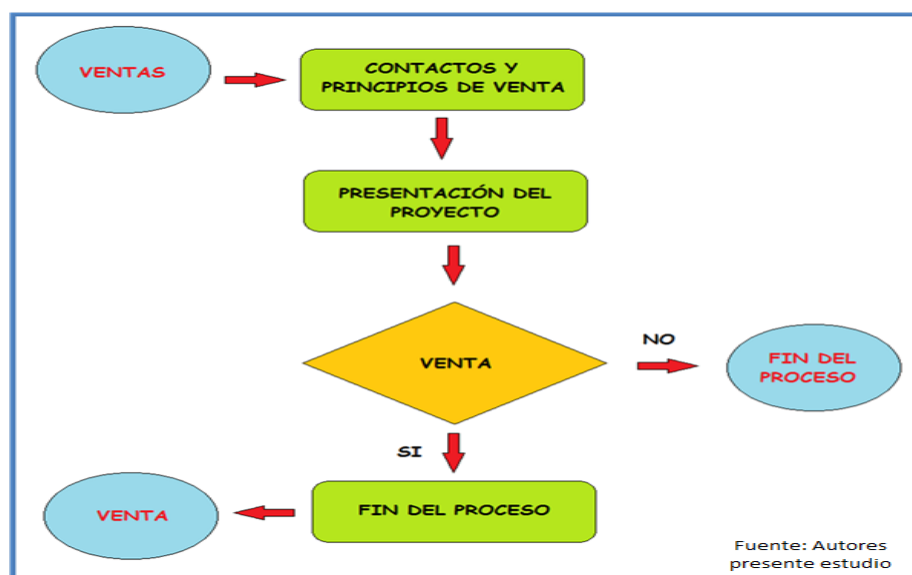 VENTAS
CONTACTOS Y
PRINCIPIOS DE VENTA
PRESENTACIÓN DEL
PROYECTO
VENTA
NO
FIN DEL
PROCESO
SI
FIN DEL PROCESO
VENTA
Fuente: Autores
presente estudio